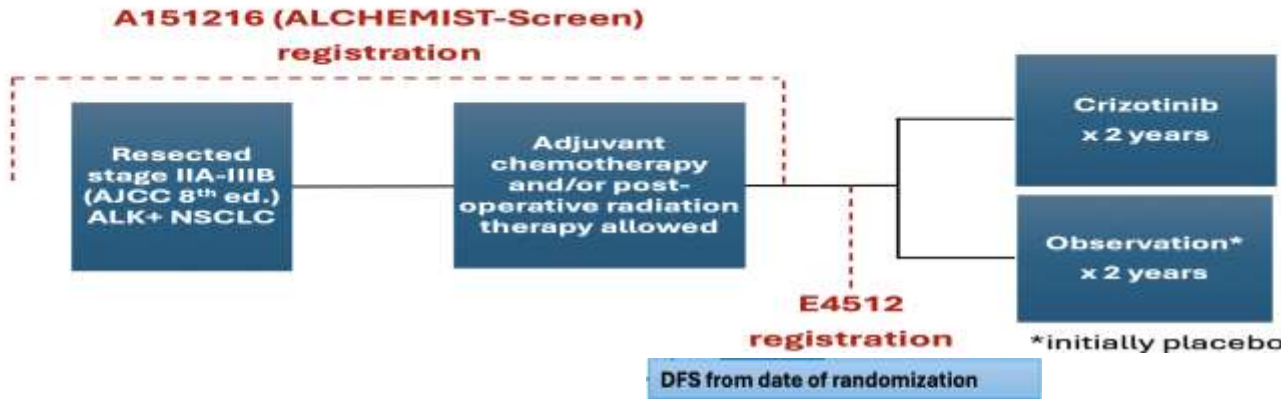 A151216 (ALCHEMIST-Screen)
registration
Resected
stage IIA-IIIB
(AJCC 8th ed.)
ALK+ NSCLC
Adjuvant
chemotherapy
and/or post-
operative radiation
therapy allowed
Crizotinib
x 2 years
Observation*
x 2 years
E4512
registration
*initially placebo
DFS from date of randomization